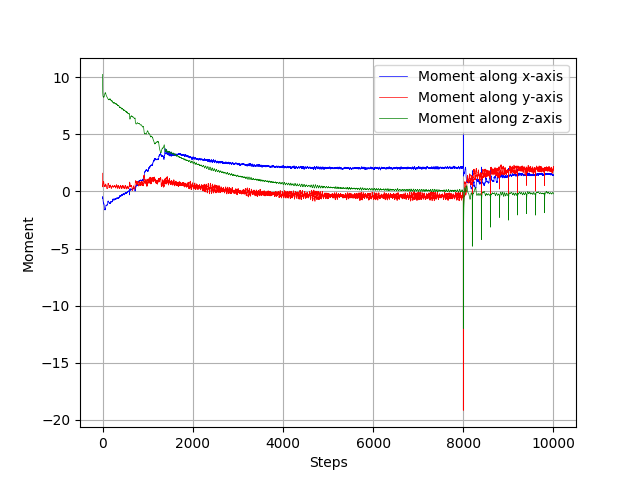 Moment along x-axis
Moment along y-axis
Moment along z-axis
10
5
0
−5
−10
−15
−20
Moment
0
2000
4000
6000
8000
10000
Steps